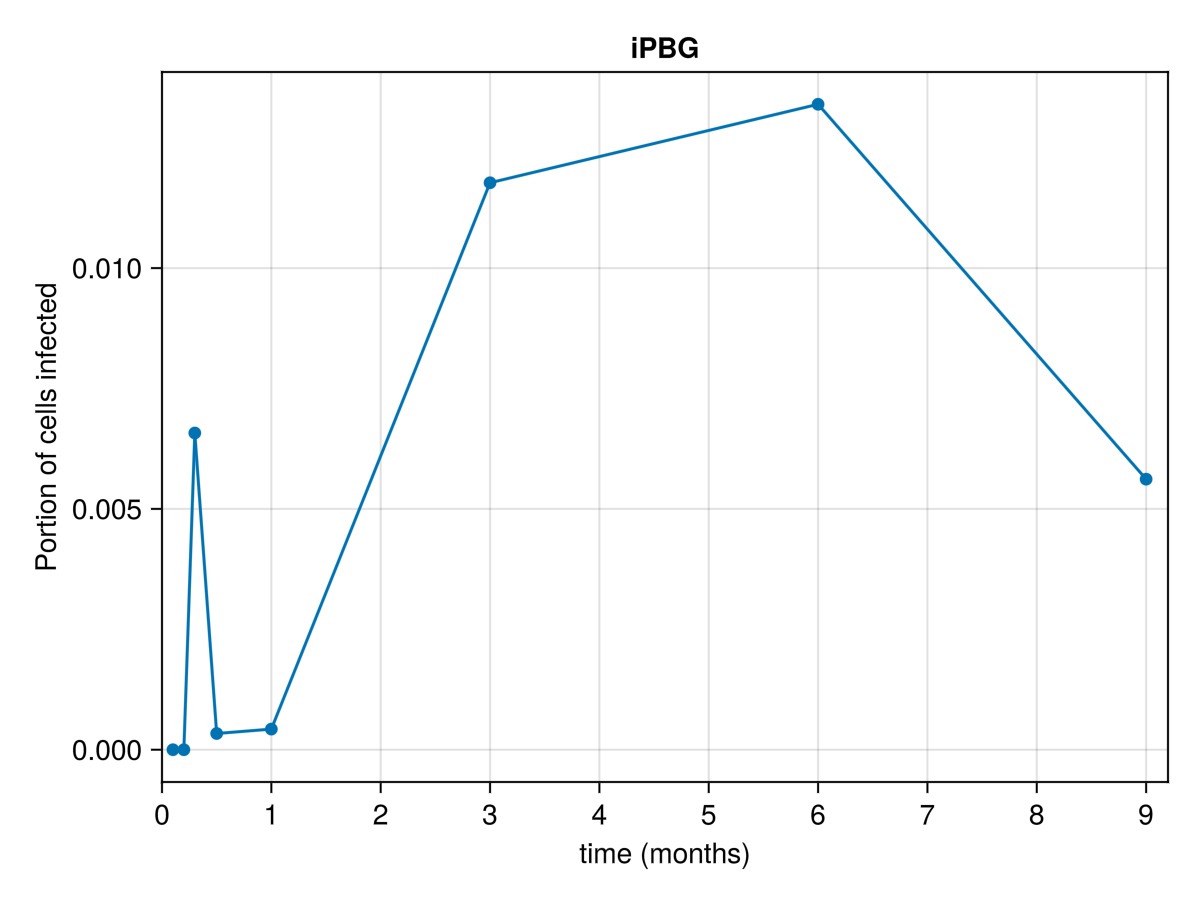 iPBG
Portion of cells infected
0.010
0.005
0.000
0 1 2 3 4 5 6 7 8 9
time (months)